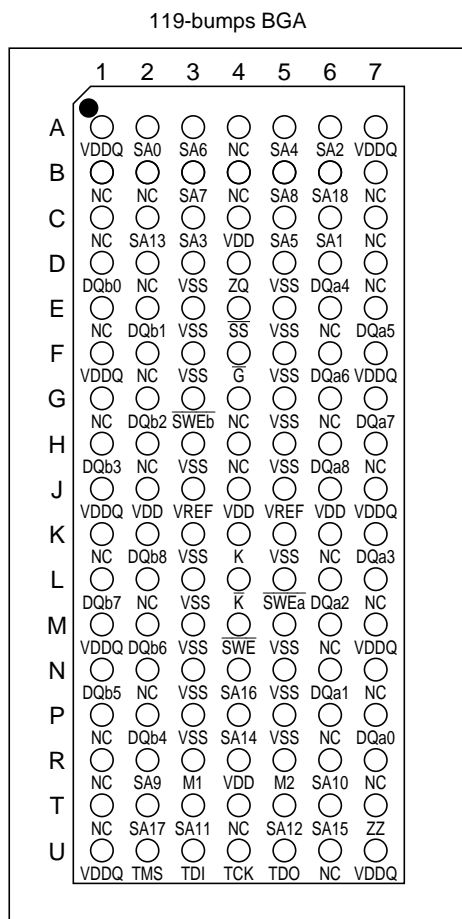 119-bumps BGA
1 2 3 4 5 6 7
A
VDDQ SA0 SA6 NC SA4 SA2 VDDQ
B
NC NC SA7 NC SA8 SA18 NC
C
NC SA13 SA3 VDD SA5 SA1 NC
D
DQb0 NC VSS ZQ VSS DQa4 NC
E
NC DQb1 VSS S̅S̅ VSS NC DQa5
F
VDDQ NC VSS G̅ VSS DQa6 VDDQ
G
NC DQb2 S̅W̅E̅b̅ NC VSS NC DQa7
H
DQb3 NC VSS NC VSS DQa8 NC
J
VDDQ VDD VREF VDD VREF VDD VDDQ
K
NC DQb8 VSS K VSS NC DQa3
L
DQb7 NC VSS K̅ S̅W̅E̅a̅ DQa2 NC
M
VDDQ DQb6 VSS S̅W̅E̅ VSS NC VDDQ
N
DQb5 NC VSS SA16 VSS DQa1 NC
P
NC DQb4 VSS SA14 VSS NC DQa0
R
NC SA9 M1 VDD M2 SA10 NC
T
NC SA17 SA11 NC SA12 SA15 ZZ
U
VDDQ TMS TDI TCK TDO NC VDDQ